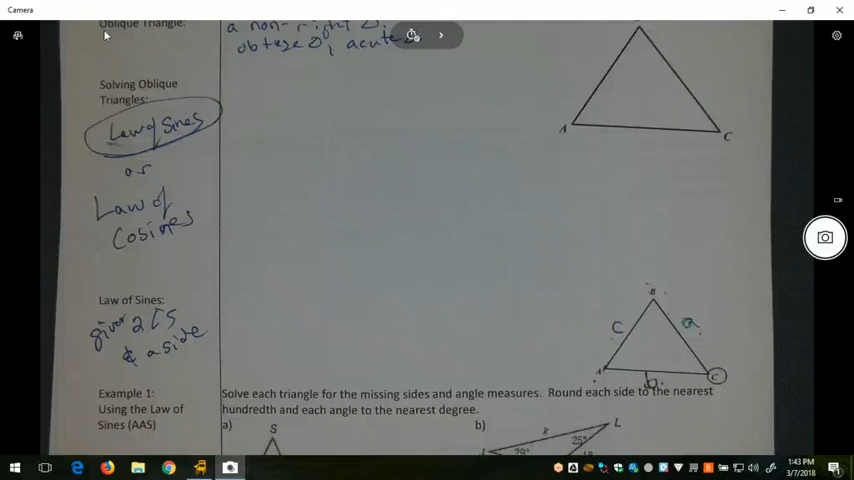 Camera
Oblique Triangle:
a non-right Δ.
obtuse Δ, acute
Solving Oblique
Triangles:
Law of Sines
or
Law of
Cosines
A
C
Law of Sines:
given 2 ∠s
& a side
B
c
a
A
C
b
Example 1:
Using the Law of
Sines (AAS)
Solve each triangle for the missing sides and angle measures. Round each side to the nearest
hundredth and each angle to the nearest degree.
a)
S
b)
k
L
25°
29°
1:43 PM
3/7/2018